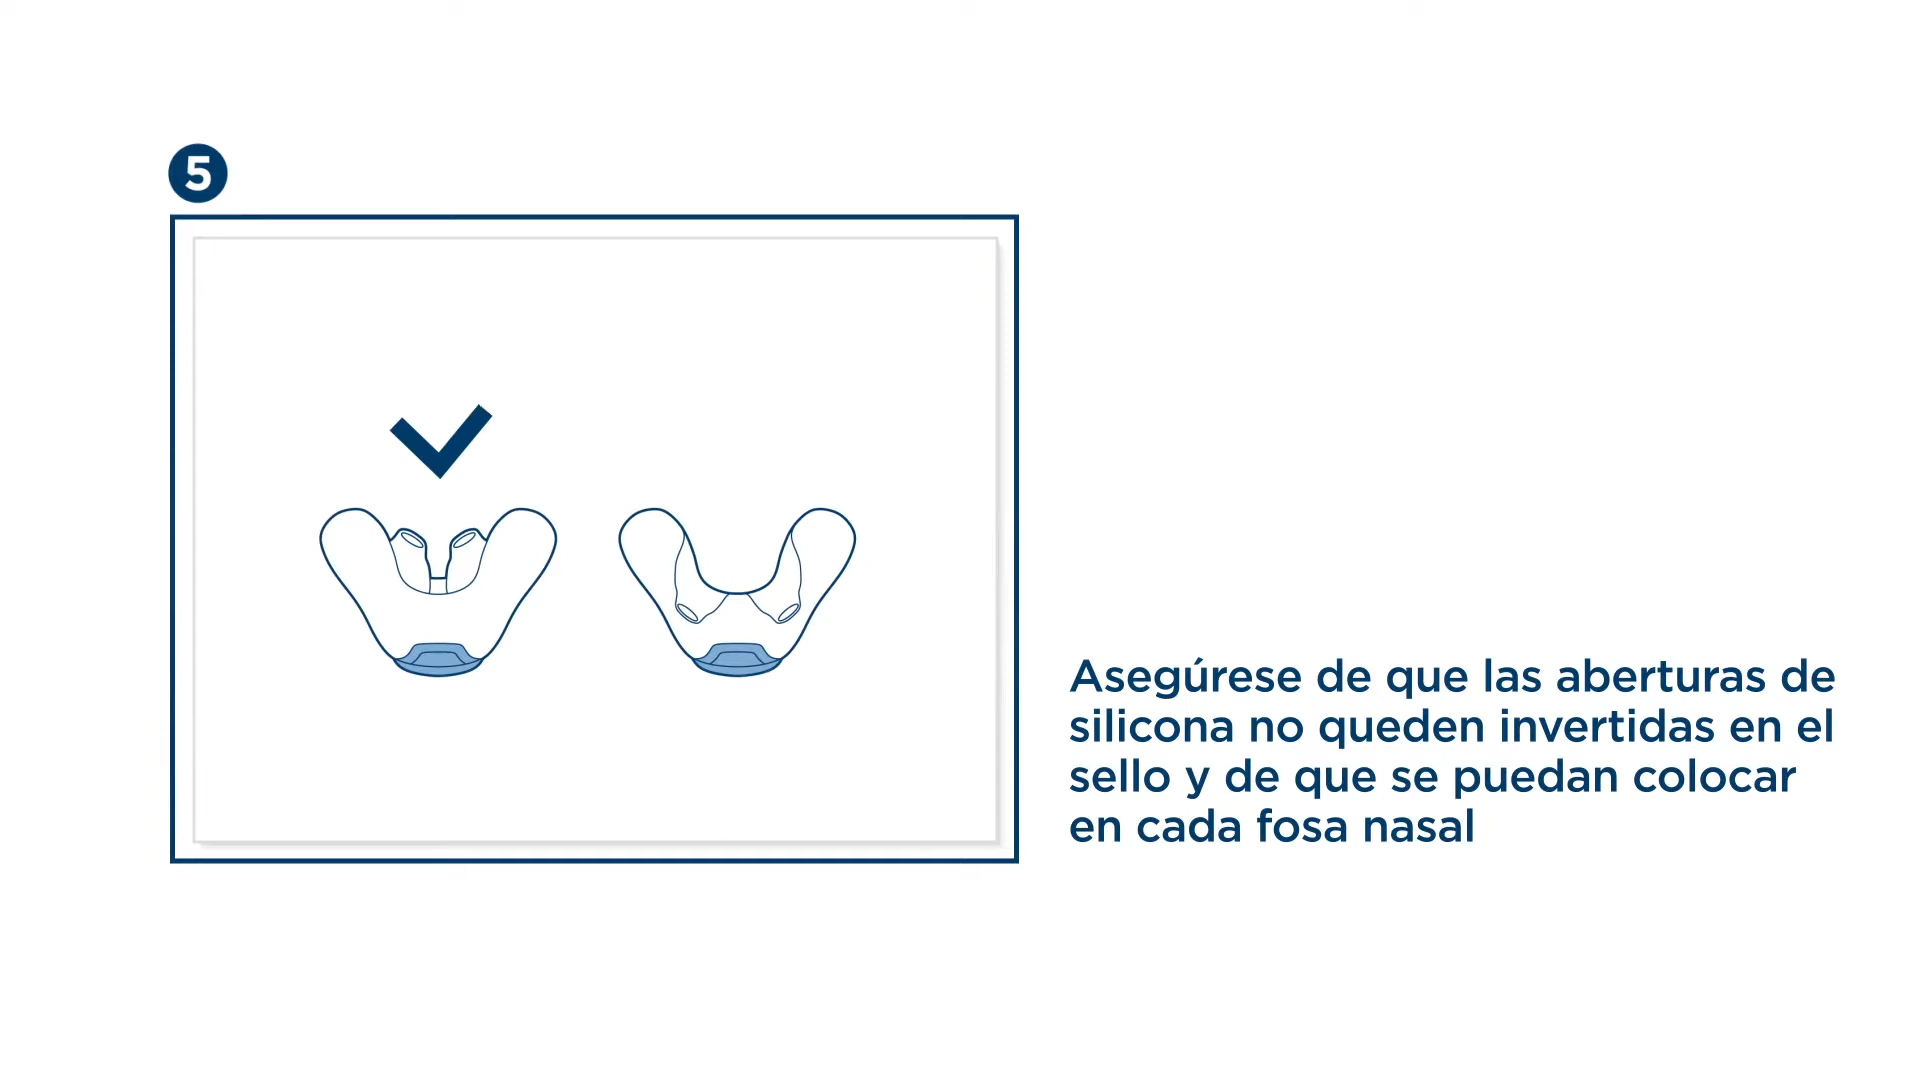 5
Asegúrese de que las aberturas de
silicona no queden invertidas en el
sello y de que se puedan colocar
en cada fosa nasal